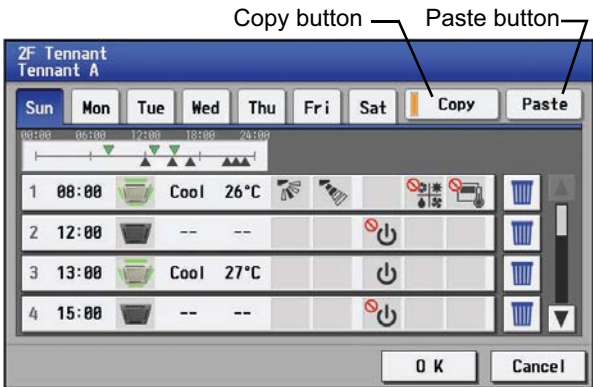 Copy button Paste button
2F Tennant
Tennant A
Sun Mon Tue Wed Thu Fri Sat Copy Paste
00:00 06:00 12:00 18:00 24:00
1 08:00 Cool 26°C
2 12:00 -- --
3 13:00 Cool 27°C
4 15:00 -- --
O K Cancel